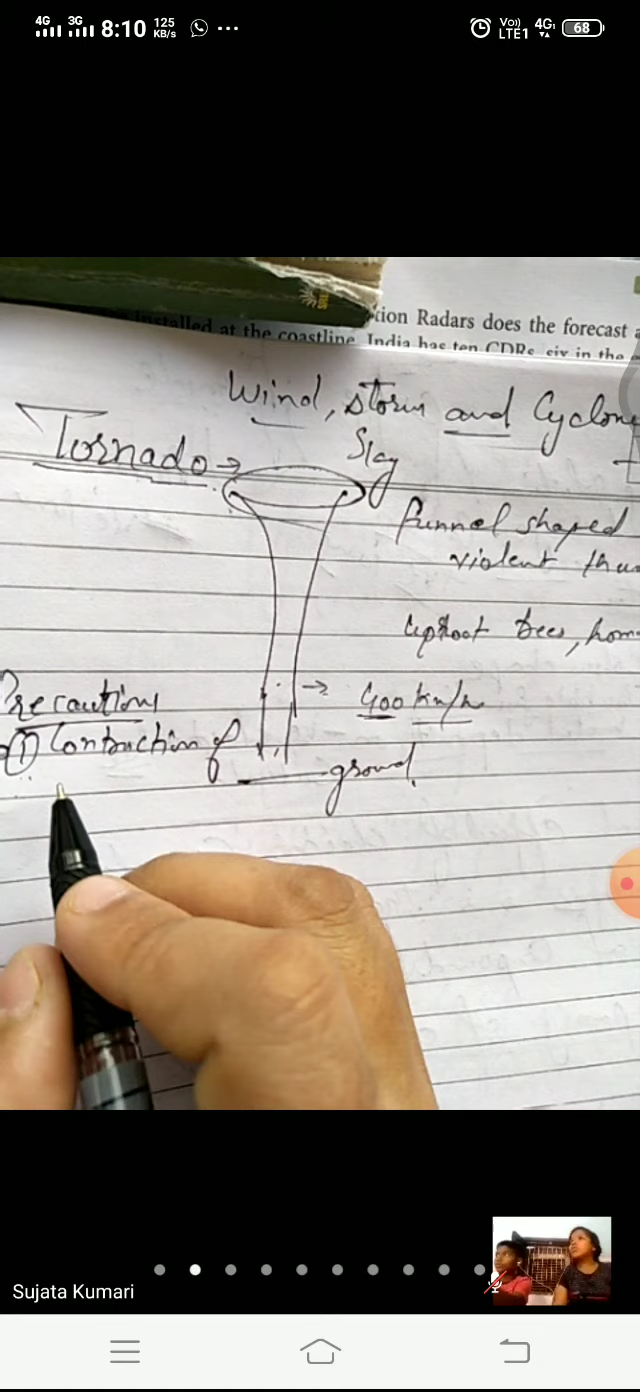 4G 3G 8:10 125 KB/s ... Vo)) LTE1 4G 68
installed at the coastline. India has ten CDRs, six in the
tion Radars does the forecast a
Wind, storm and Cyclone
Tornado→
Sky
funnel shaped
violent thu
uproot trees, hom
→ 400 km/h
Precautions
① Contruction of
ground.
Sujata Kumari